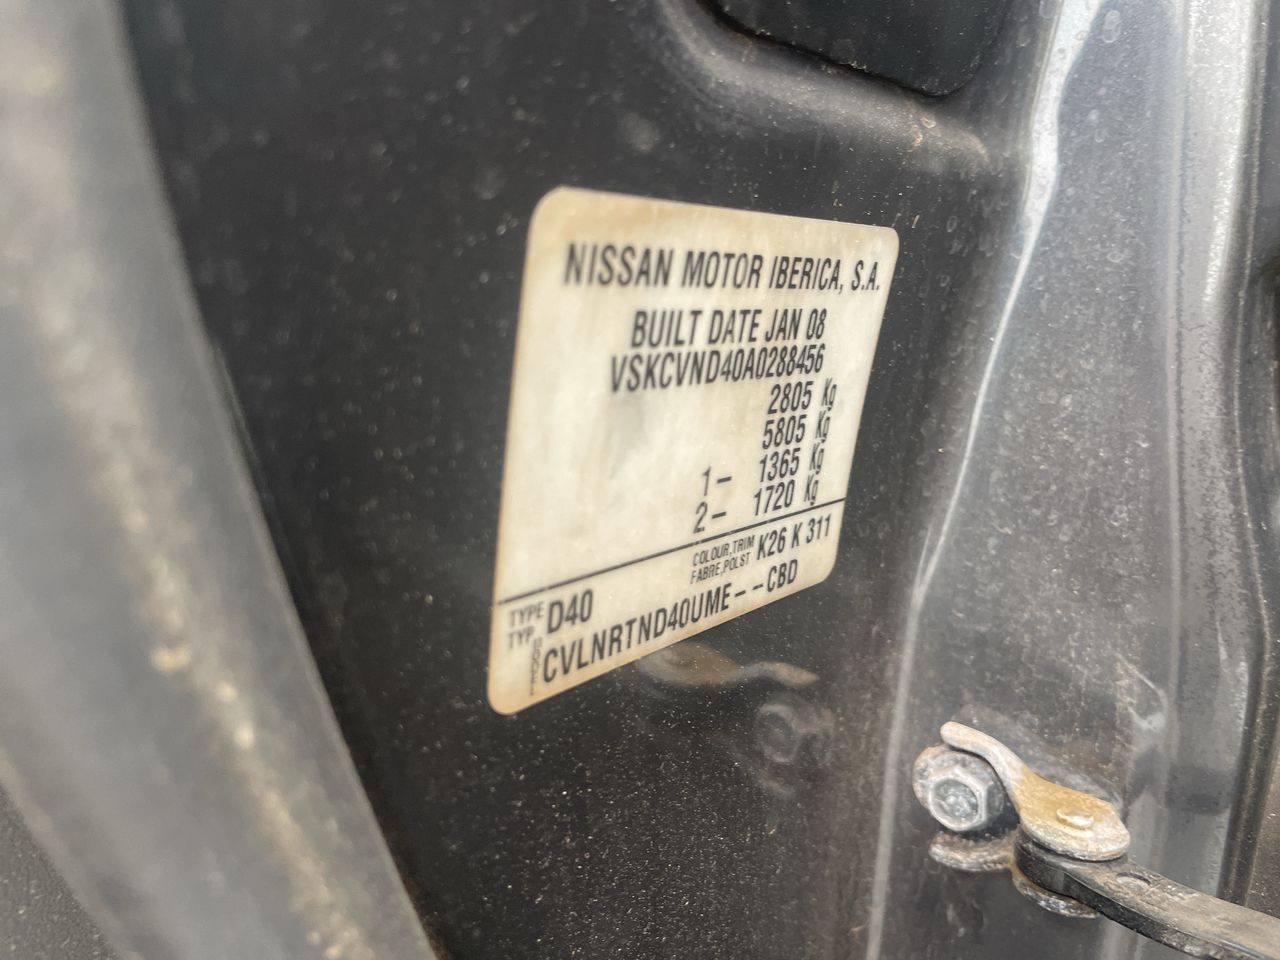 NISSAN MOTOR IBERICA, S.A.
BUILT DATE JAN 08
VSKCVND40A0288456
2805 Kg
5805 Kg
1 - 1365 Kg
2 - 1720 Kg
COLOUR,TRIM
FABRE,POLST
K26 K 311
TYPE
TYP
D40
MODEL
CVLNRTND40UME--CBD